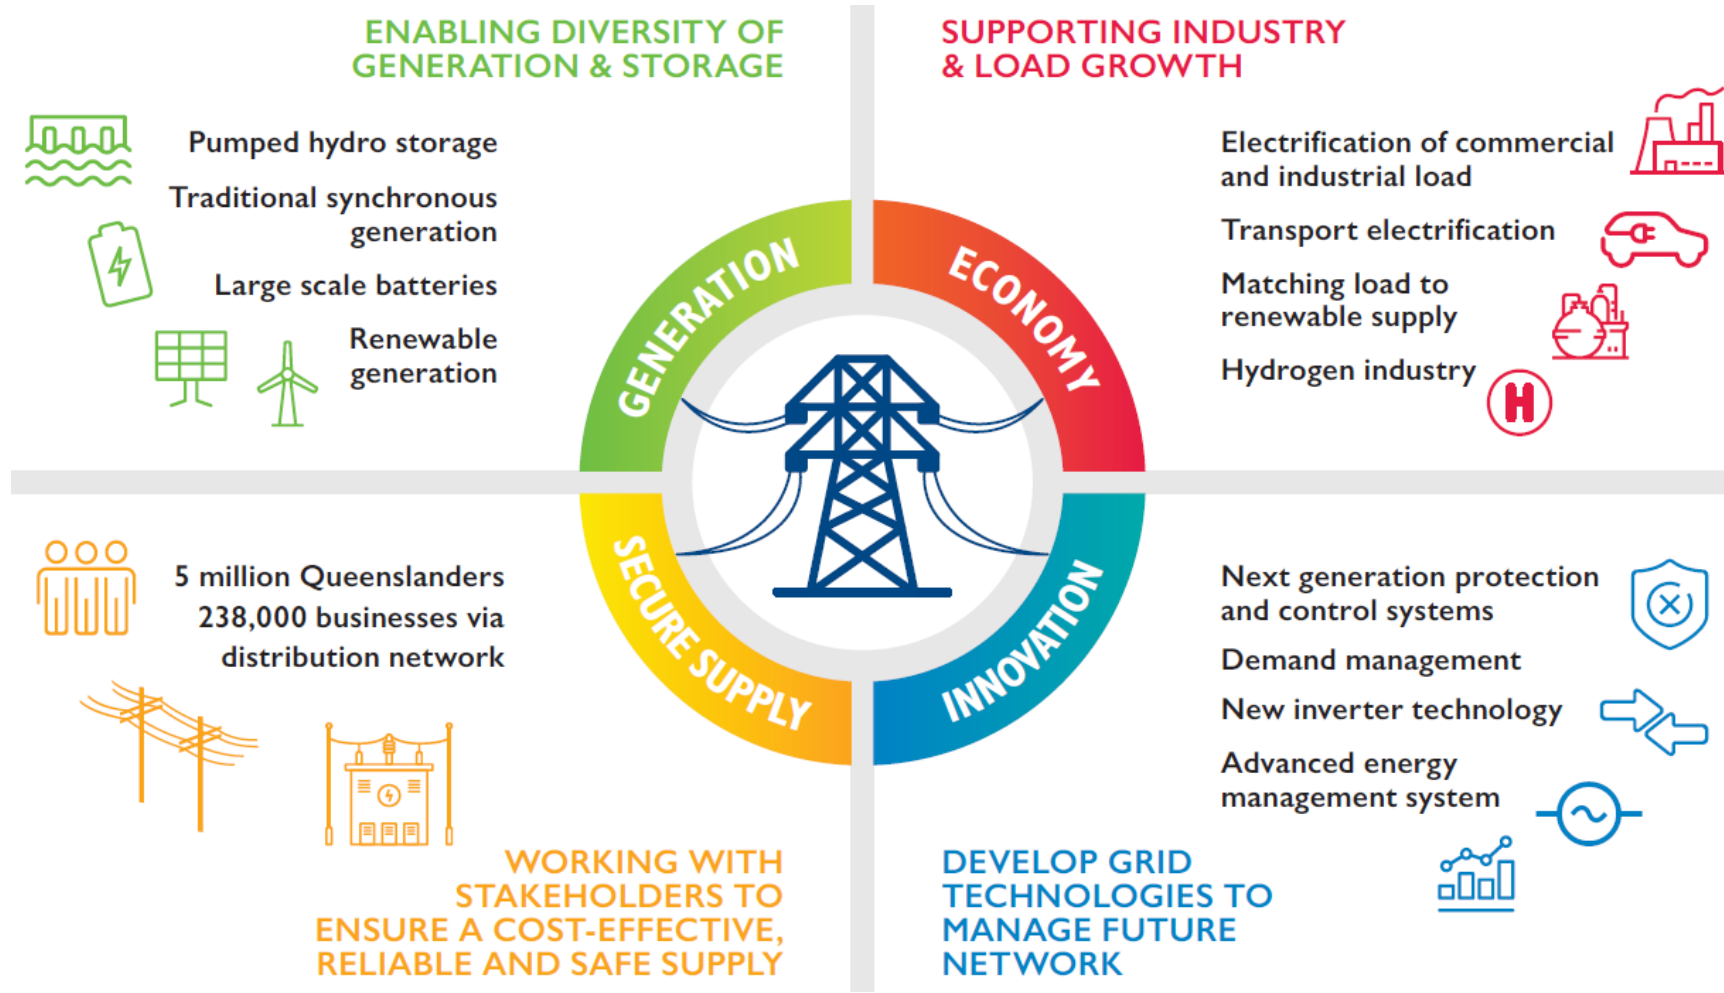 ENABLING DIVERSITY OF
GENERATION & STORAGE
Pumped hydro storage
Traditional synchronous
generation
Large scale batteries
Renewable
generation
SUPPORTING INDUSTRY
& LOAD GROWTH
Electrification of commercial
and industrial load
Transport electrification
Matching load to
renewable supply
Hydrogen industry
H
GENERATION
ECONOMY
SECURE SUPPLY
INNOVATION
5 million Queenslanders
238,000 businesses via
distribution network
WORKING WITH
STAKEHOLDERS TO
ENSURE A COST-EFFECTIVE,
RELIABLE AND SAFE SUPPLY
Next generation protection
and control systems
Demand management
New inverter technology
Advanced energy
management system
DEVELOP GRID
TECHNOLOGIES TO
MANAGE FUTURE
NETWORK